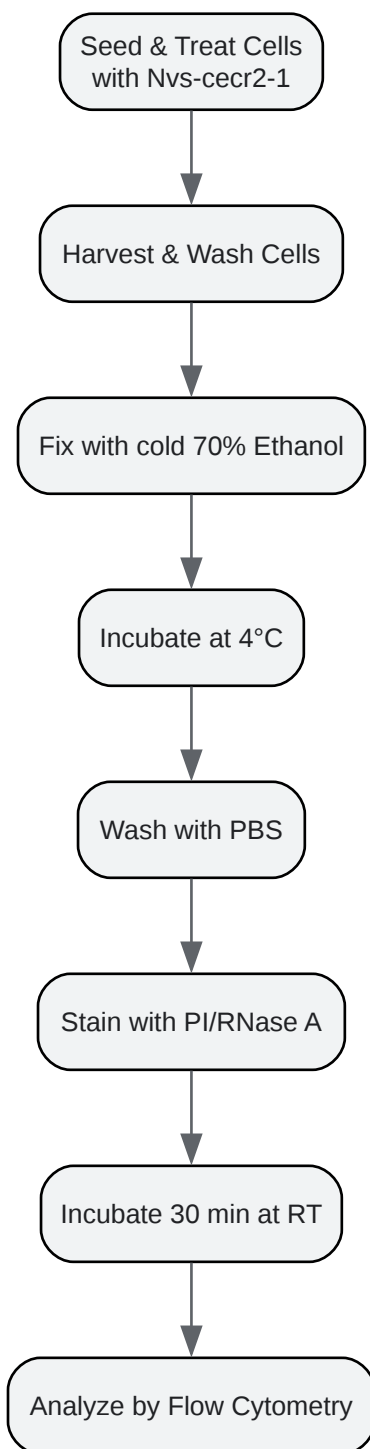 Seed & Treat Cells
with Nvs-cecr2-1
Harvest & Wash Cells
Fix with cold 70% Ethanol
Incubate at 4°C
Wash with PBS
Stain with PI/RNase A
Incubate 30 min at RT
Analyze by Flow Cytometry